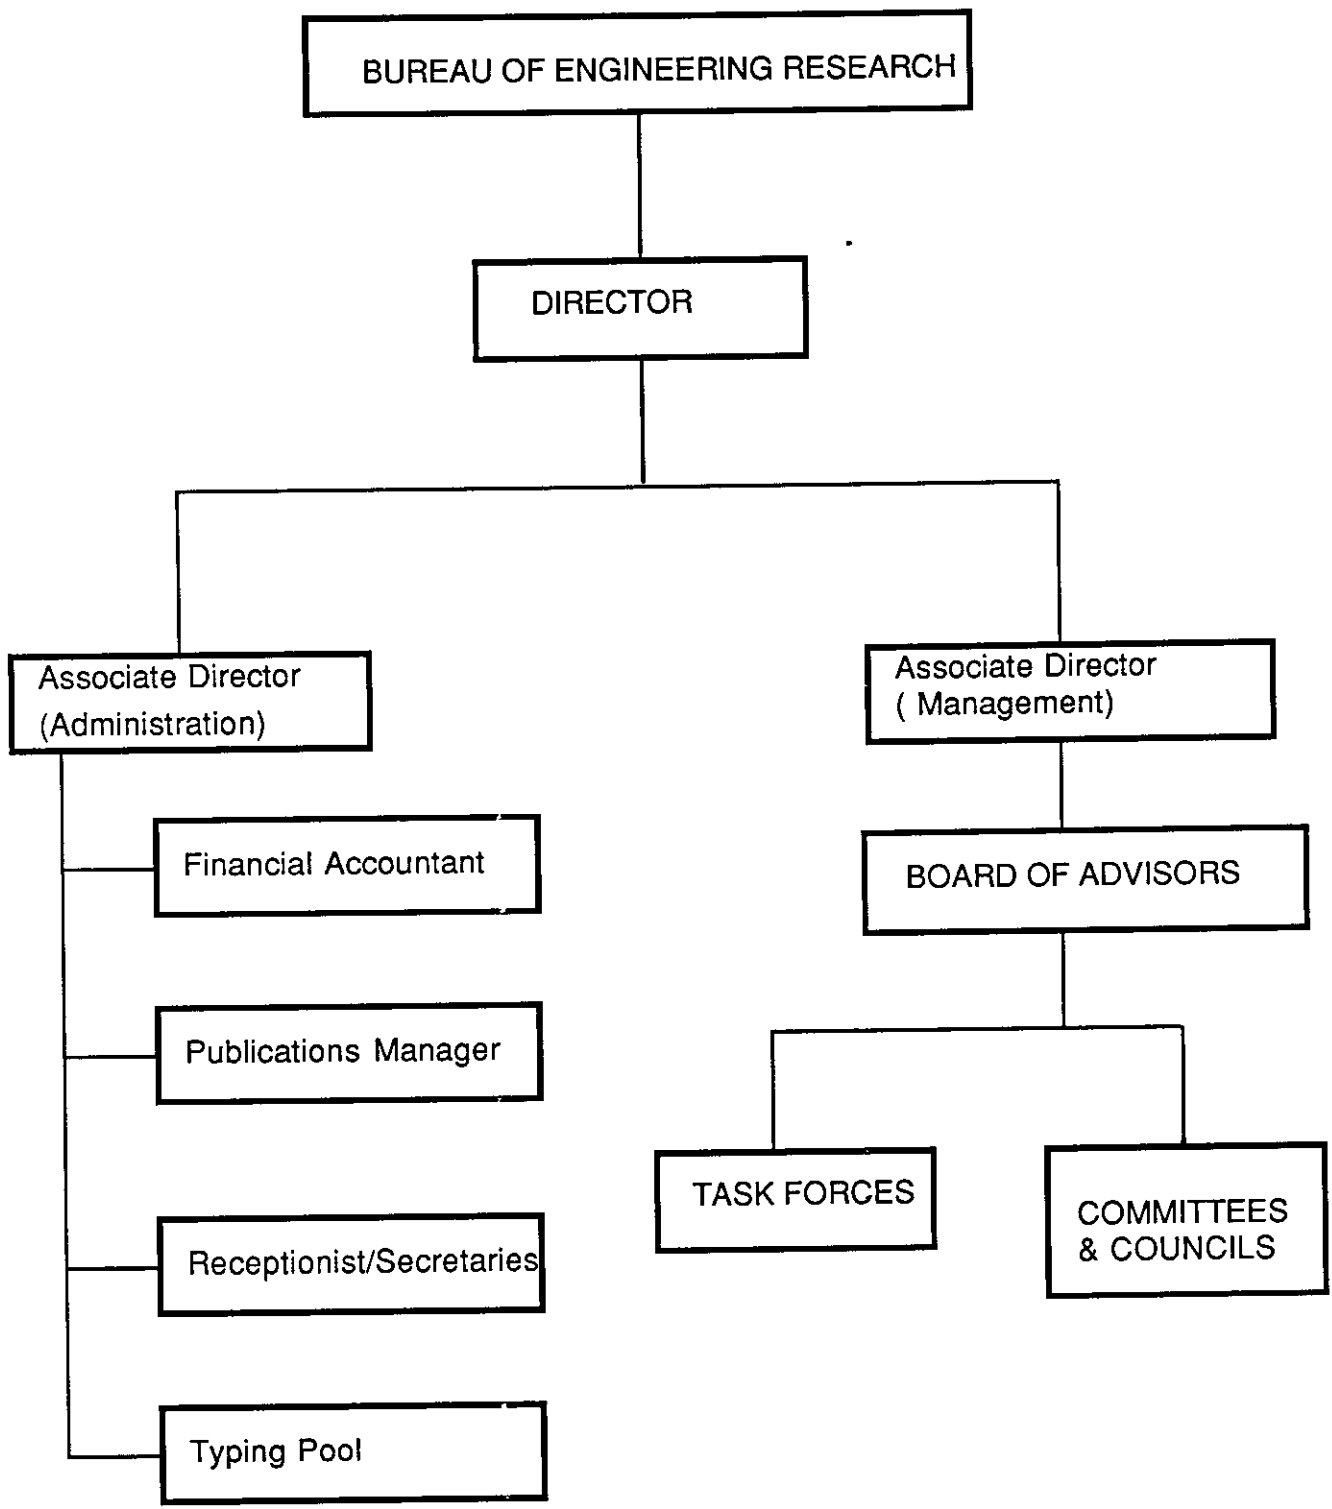 BUREAU OF ENGINEERING RESEARCH
DIRECTOR
Associate Director
(Administration)
Financial Accountant
Publications Manager
Receptionist/Secretaries
Typing Pool
Associate Director
( Management)
BOARD OF ADVISORS
TASK FORCES
COMMITTEES
& COUNCILS